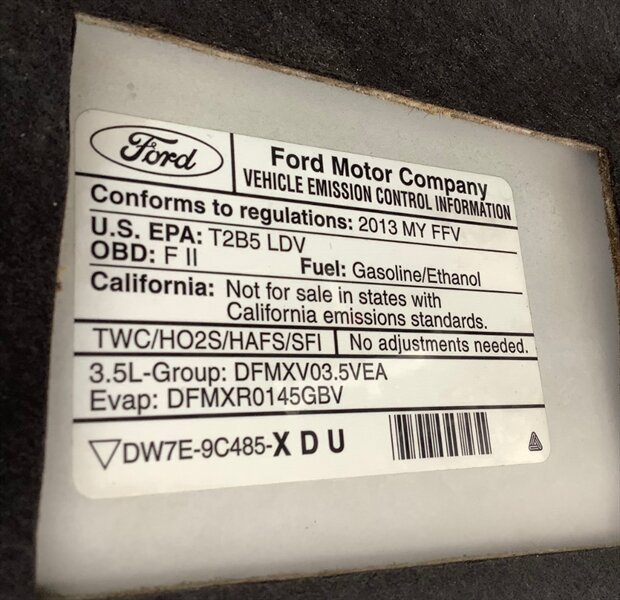 Ford
Ford Motor Company
VEHICLE EMISSION CONTROL INFORMATION
Conforms to regulations: 2013 MY FFV
U.S. EPA: T2B5 LDV
OBD: F II
Fuel: Gasoline/Ethanol
California: Not for sale in states with
California emissions standards.
TWC/HO2S/HAFS/SFI
No adjustments needed.
3.5L-Group: DFMXV03.5VEA
Evap: DFMXR0145GBV
DW7E-9C485-X D U